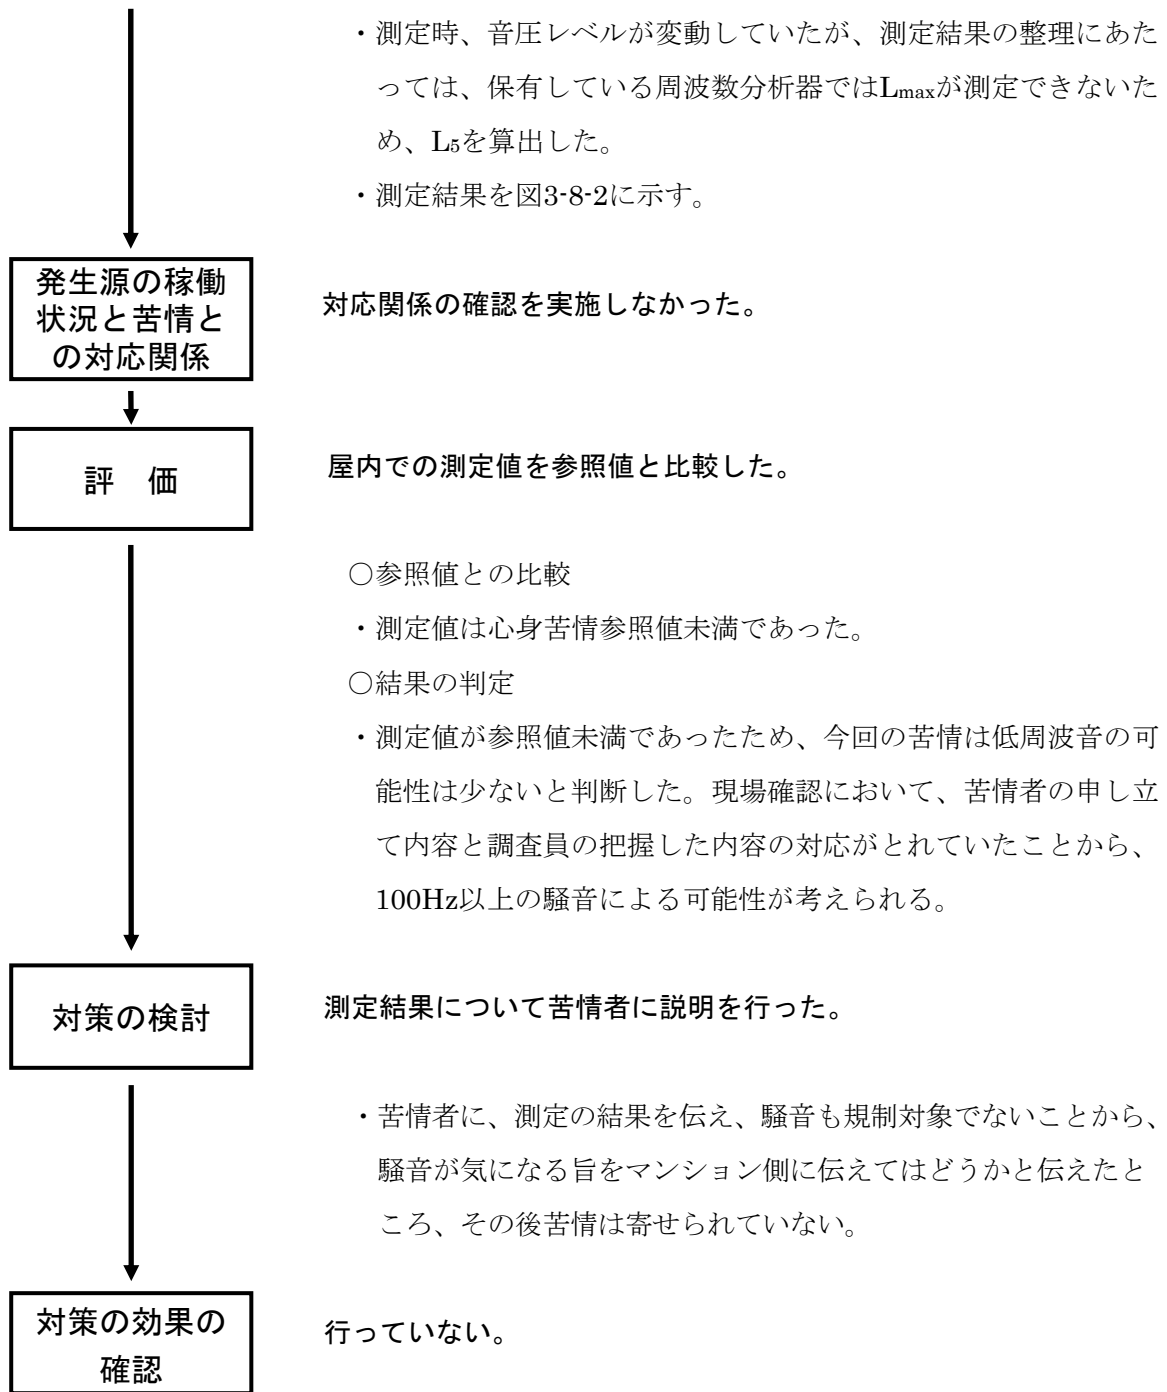 ・測定時、音圧レベルが変動していたが、測定結果の整理にあた
っては、保有している周波数分析器ではLmaxが測定できないた
め、L5を算出した。
・測定結果を図3-8-2に示す。
発生源の稼働
状況と苦情と
の対応関係
対応関係の確認を実施しなかった。
評　価
屋内での測定値を参照値と比較した。
○参照値との比較
・測定値は心身苦情参照値未満であった。
○結果の判定
・測定値が参照値未満であったため、今回の苦情は低周波音の可
能性は少ないと判断した。現場確認において、苦情者の申し立
て内容と調査員の把握した内容の対応がとれていたことから、
100Hz以上の騒音による可能性が考えられる。
対策の検討
測定結果について苦情者に説明を行った。
・苦情者に、測定の結果を伝え、騒音も規制対象でないことから、
騒音が気になる旨をマンション側に伝えてはどうかと伝えたと
ころ、その後苦情は寄せられていない。
対策の効果の
確認
行っていない。